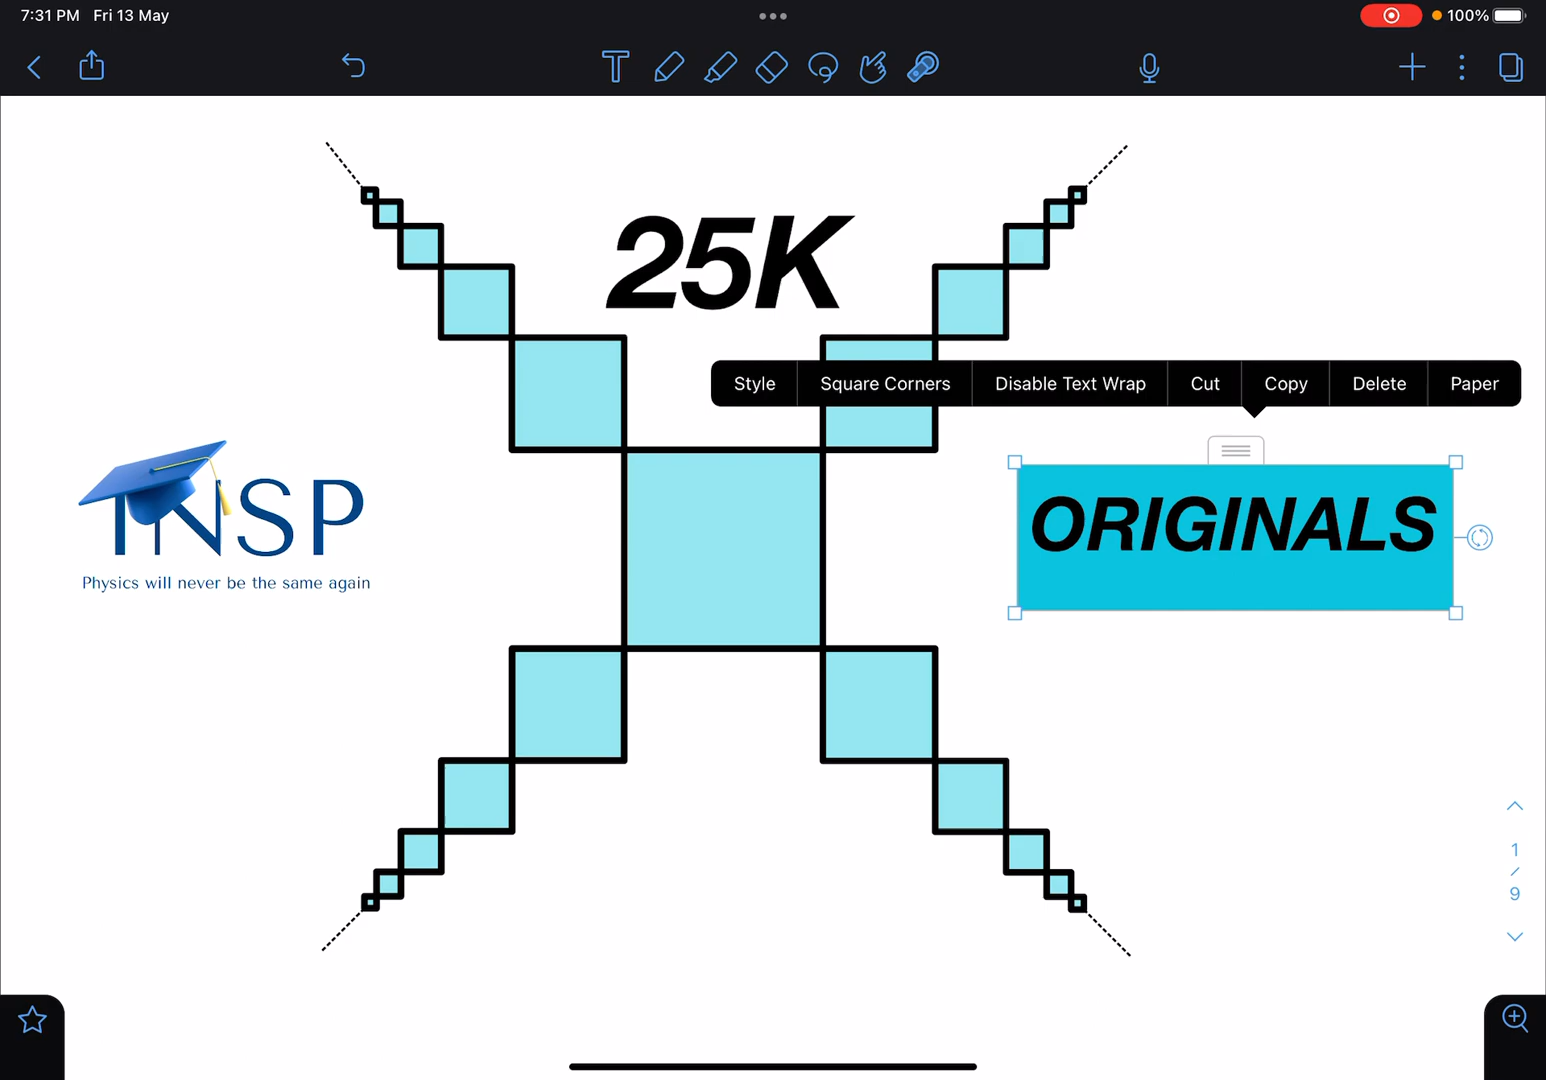 7:31 PM Fri 13 May
100%
25K
Style Square Corners Disable Text Wrap Cut Copy Delete Paper
INSP
Physics will never be the same again
ORIGINALS
1
/
9